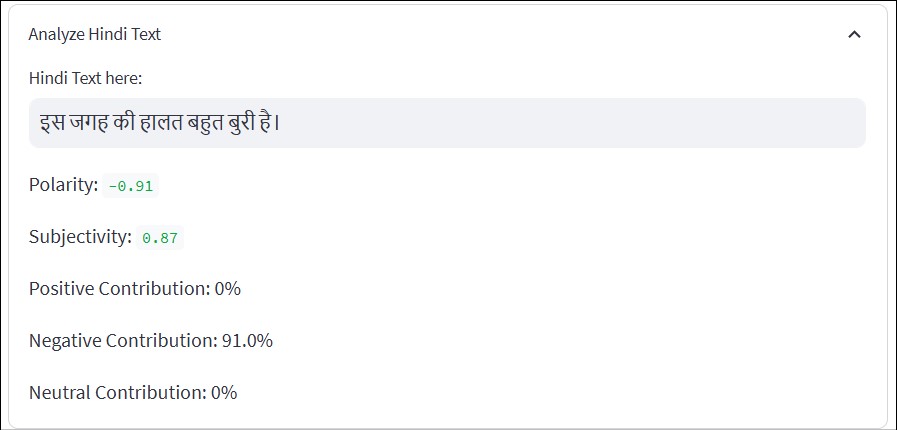 Analyze Hindi Text
Hindi Text here:
इस जगह की हालत बहुत बुरी है।
Polarity: -0.91
Subjectivity: 0.87
Positive Contribution: 0%
Negative Contribution: 91.0%
Neutral Contribution: 0%